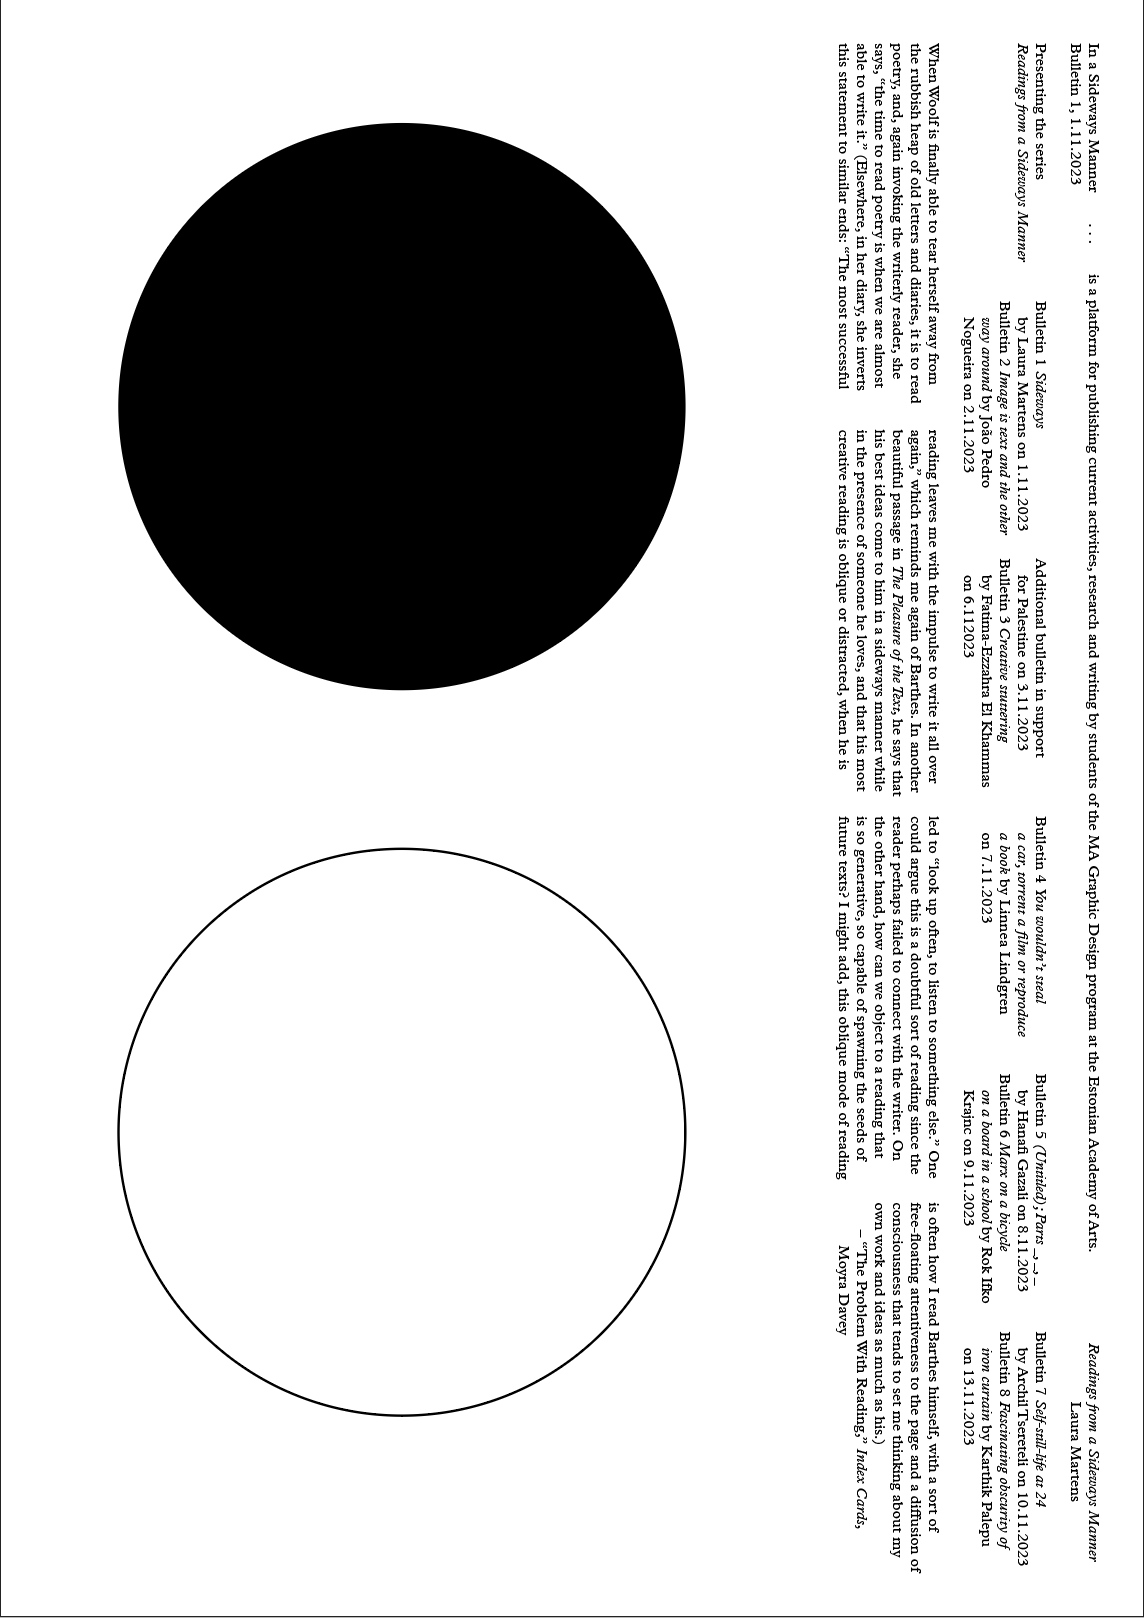 In a Sideways Manner . . . is a platform for publishing current activities, research and writing by students of the MA Graphic Design program at the Estonian Academy of Arts.
Bulletin 1, 1.11.2023
Readings from a Sideways Manner
Laura Martens
Presenting the series
Readings from a Sideways Manner
Bulletin 1 Sideways
by Laura Martens on 1.11.2023
Bulletin 2 Image is text and the other
way around by João Pedro
Nogueira on 2.11.2023
Additional bulletin in support
for Palestine on 3.11.2023
Bulletin 3 Creative stuttering
by Fatima-Ezzahra El Khammas
on 6.112023
Bulletin 4 You wouldn’t steal
a car, torrent a film or reproduce
a book by Linnea Lindgren
on 7.11.2023
Bulletin 5 (Untitled); Parts _,_,_
by Hanafi Gazali on 8.11.2023
Bulletin 6 Marx on a bicycle
on a board in a school by Rok Ifko
Krajnc on 9.11.2023
Bulletin 7 Self-still-life at 24
by Archil Tsereteli on 10.11.2023
Bulletin 8 Fascinating obscurity of
iron curtain by Karthik Palepu
on 13.11.2023
When Woolf is finally able to tear herself away from
the rubbish heap of old letters and diaries, it is to read
poetry, and, again invoking the writerly reader, she
says, “the time to read poetry is when we are almost
able to write it.” (Elsewhere, in her diary, she inverts
this statement to similar ends: “The most successful
reading leaves me with the impulse to write it all over
again,” which reminds me again of Barthes. In another
beautiful passage in The Pleasure of the Text, he says that
his best ideas come to him in a sideways manner while
in the presence of someone he loves, and that his most
creative reading is oblique or distracted, when he is
led to “look up often, to listen to something else.” One
could argue this is a doubtful sort of reading since the
reader perhaps failed to connect with the writer. On
the other hand, how can we object to a reading that
is so generative, so capable of spawning the seeds of
future texts? I might add, this oblique mode of reading
is often how I read Barthes himself, with a sort of
free-floating attentiveness to the page and a diffusion of
consciousness that tends to set me thinking about my
own work and ideas as much as his.)
– “The Problem With Reading,” Index Cards,
Moyra Davey